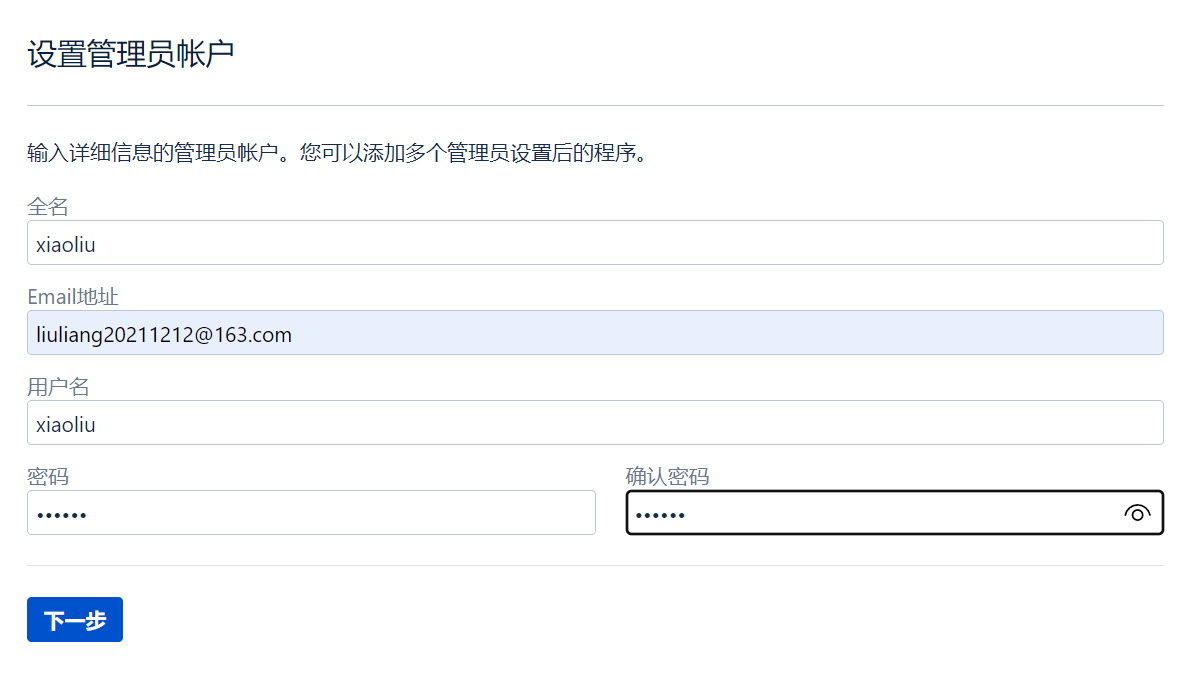 设置管理员帐户
输入详细信息的管理员帐户。您可以添加多个管理员设置后的程序。
全名
xiaoliu
Email地址
liuliang20211212@163.com
用户名
xiaoliu
密码
确认密码
••••••
••••••
下一步